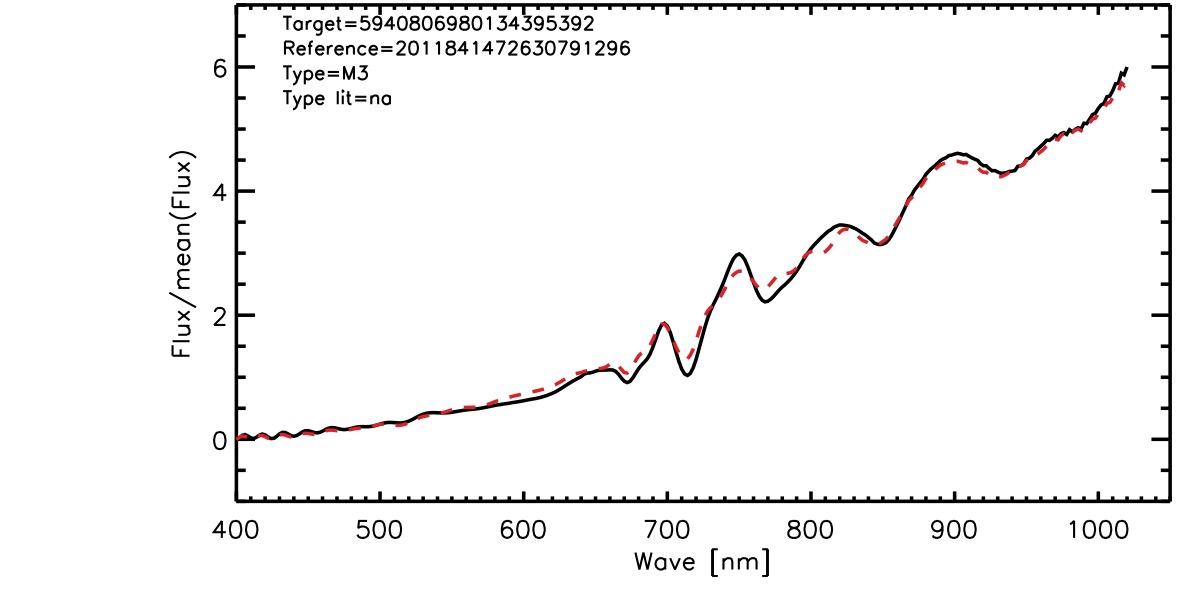 Target=5940806980134395392
Reference=2011841472630791296
Type=M3
Type lit=na
6
4
2
0
Flux/mean(Flux)
400 500 600 700 800 900 1000
Wave [nm]